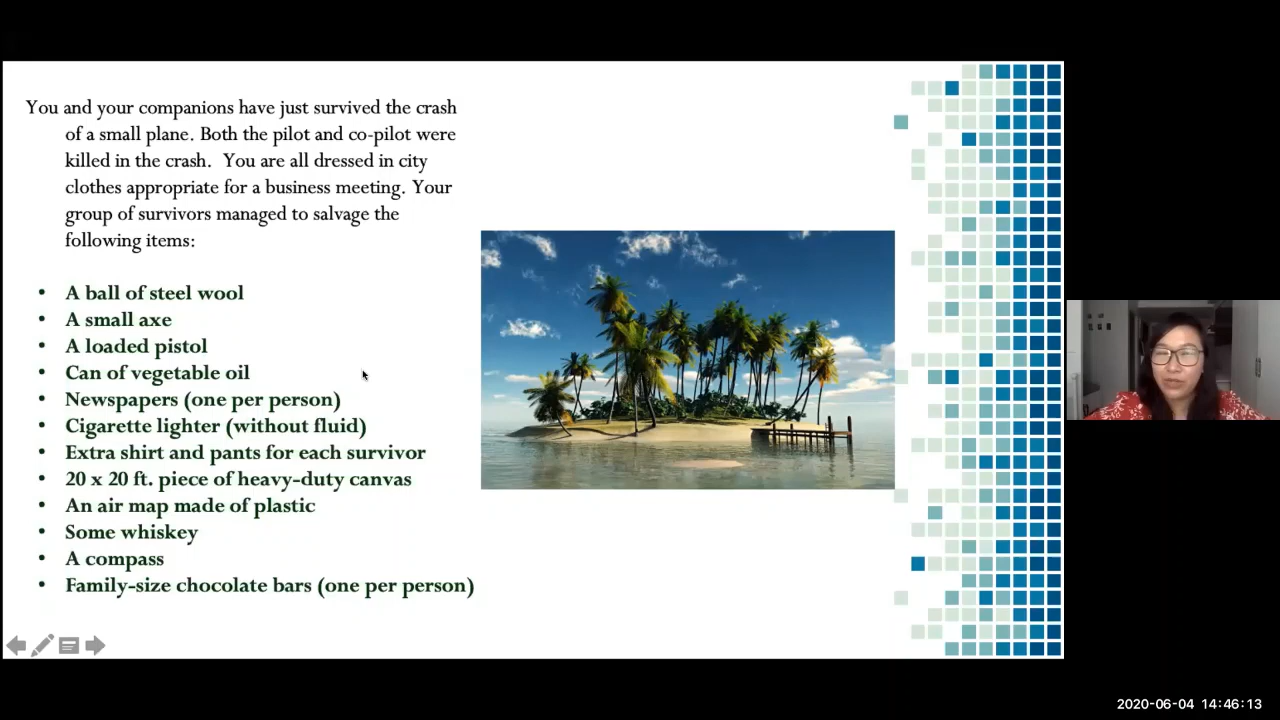 You and your companions have just survived the crash
of a small plane. Both the pilot and co-pilot were
killed in the crash. You are all dressed in city
clothes appropriate for a business meeting. Your
group of survivors managed to salvage the
following items:
• A ball of steel wool
• A small axe
• A loaded pistol
• Can of vegetable oil
• Newspapers (one per person)
• Cigarette lighter (without fluid)
• Extra shirt and pants for each survivor
• 20 x 20 ft. piece of heavy-duty canvas
• An air map made of plastic
• Some whiskey
• A compass
• Family-size chocolate bars (one per person)
2020-06-04 14:46:13